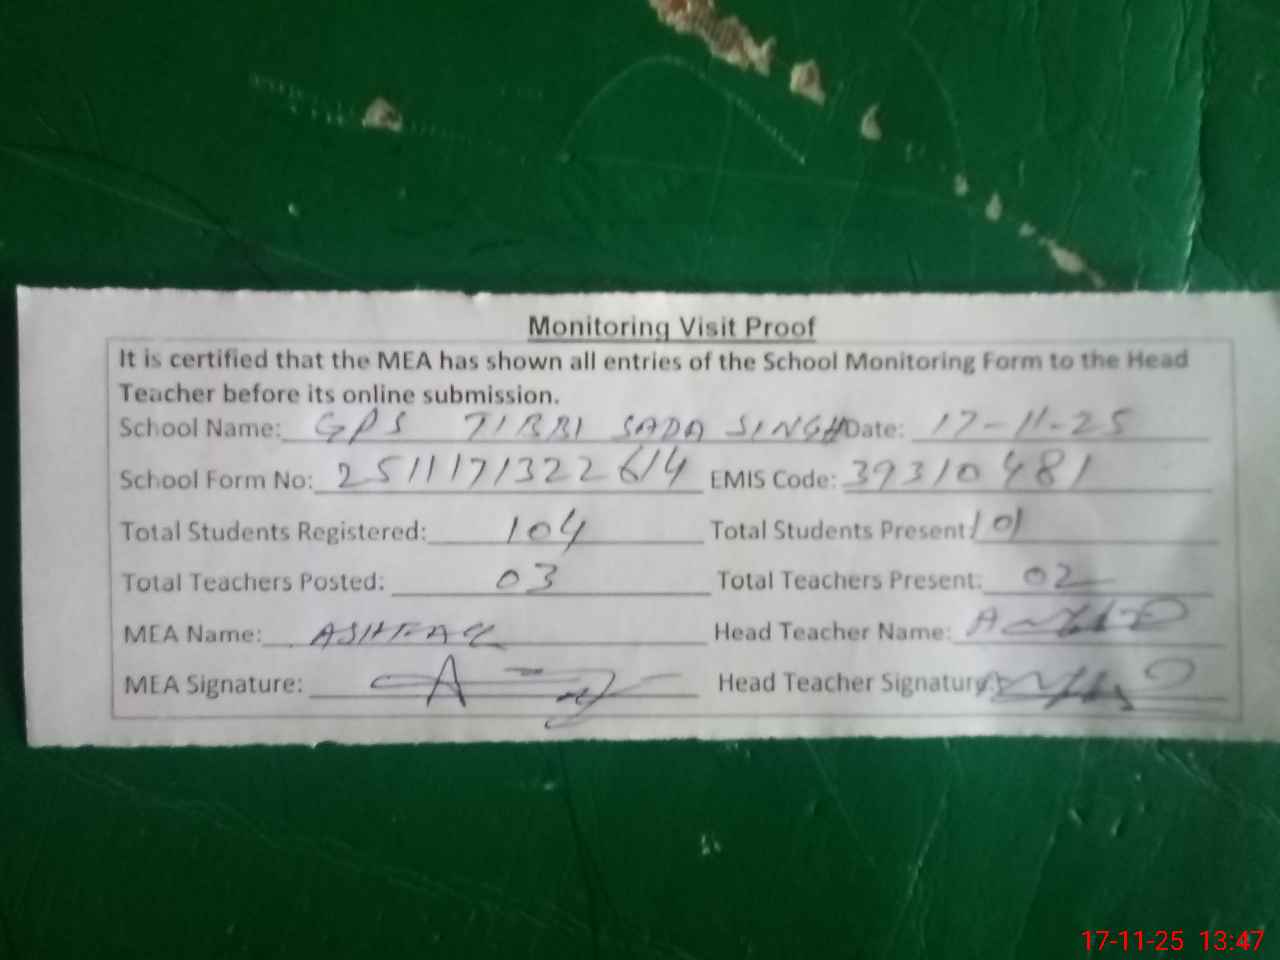 Monitoring Visit Proof
It is certified that the MEA has shown all entries of the School Monitoring Form to the Head
Teacher before its online submission.
School Name: GPS TIBBI SADA SINGH Date: 17-11-25
School Form No: 2511171322614 EMIS Code: 39310481
Total Students Registered: 104 Total Students Present: 101
Total Teachers Posted: 03 Total Teachers Present: 02
MEA Name: ASHFAQ Head Teacher Name:
MEA Signature: Head Teacher Signature:
17-11-25 13:47